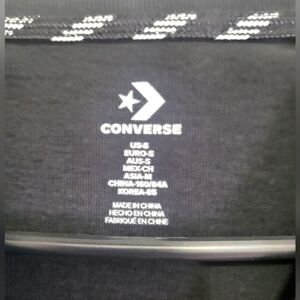 CONVERSE
US-S
EURO-S
AUS-S
MEX-CH
ASIA-M
CHINA-160/84A
KOREA-85
MADE IN CHINA
HECHO EN CHINA
FABRIQUÉ EN CHINE